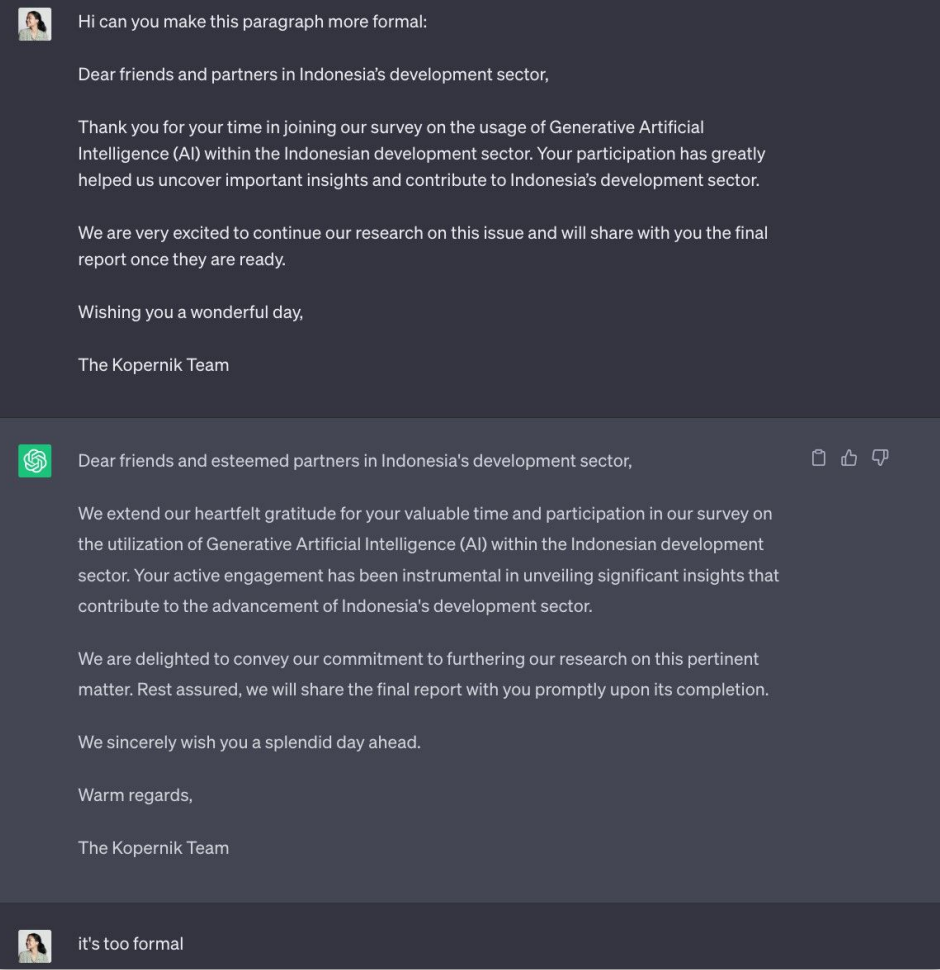 Hi can you make this paragraph more formal:
Dear friends and partners in Indonesia’s development sector,
Thank you for your time in joining our survey on the usage of Generative Artificial
Intelligence (AI) within the Indonesian development sector. Your participation has greatly
helped us uncover important insights and contribute to Indonesia’s development sector.
We are very excited to continue our research on this issue and will share with you the final
report once they are ready.
Wishing you a wonderful day,
The Kopernik Team
Dear friends and esteemed partners in Indonesia's development sector,
We extend our heartfelt gratitude for your valuable time and participation in our survey on
the utilization of Generative Artificial Intelligence (AI) within the Indonesian development
sector. Your active engagement has been instrumental in unveiling significant insights that
contribute to the advancement of Indonesia's development sector.
We are delighted to convey our commitment to furthering our research on this pertinent
matter. Rest assured, we will share the final report with you promptly upon its completion.
We sincerely wish you a splendid day ahead.
Warm regards,
The Kopernik Team
it's too formal